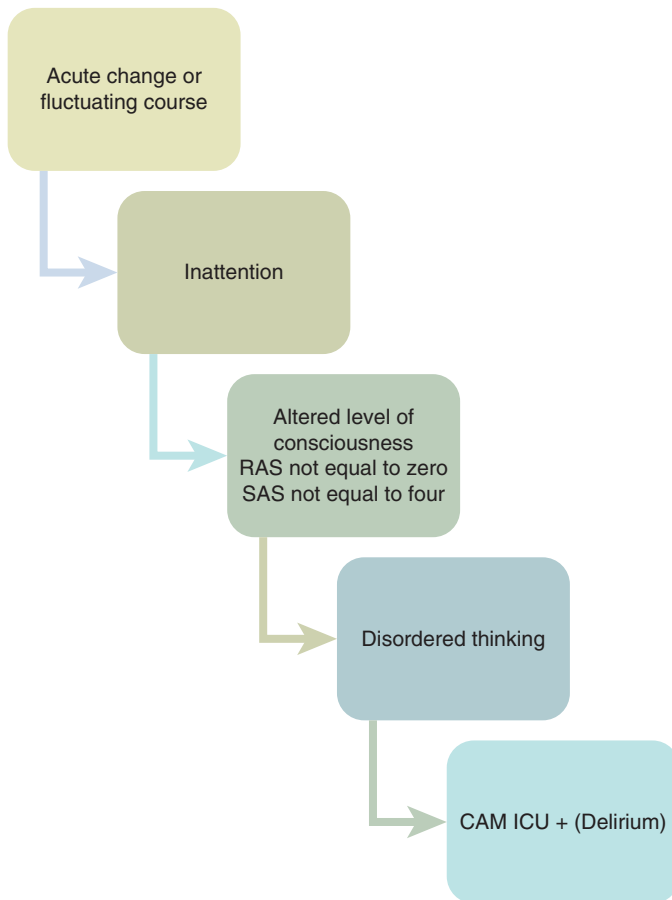 Acute change or
fluctuating course
Inattention
Altered level of
consciousness
RAS not equal to zero
SAS not equal to four
Disordered thinking
CAM ICU + (Delirium)